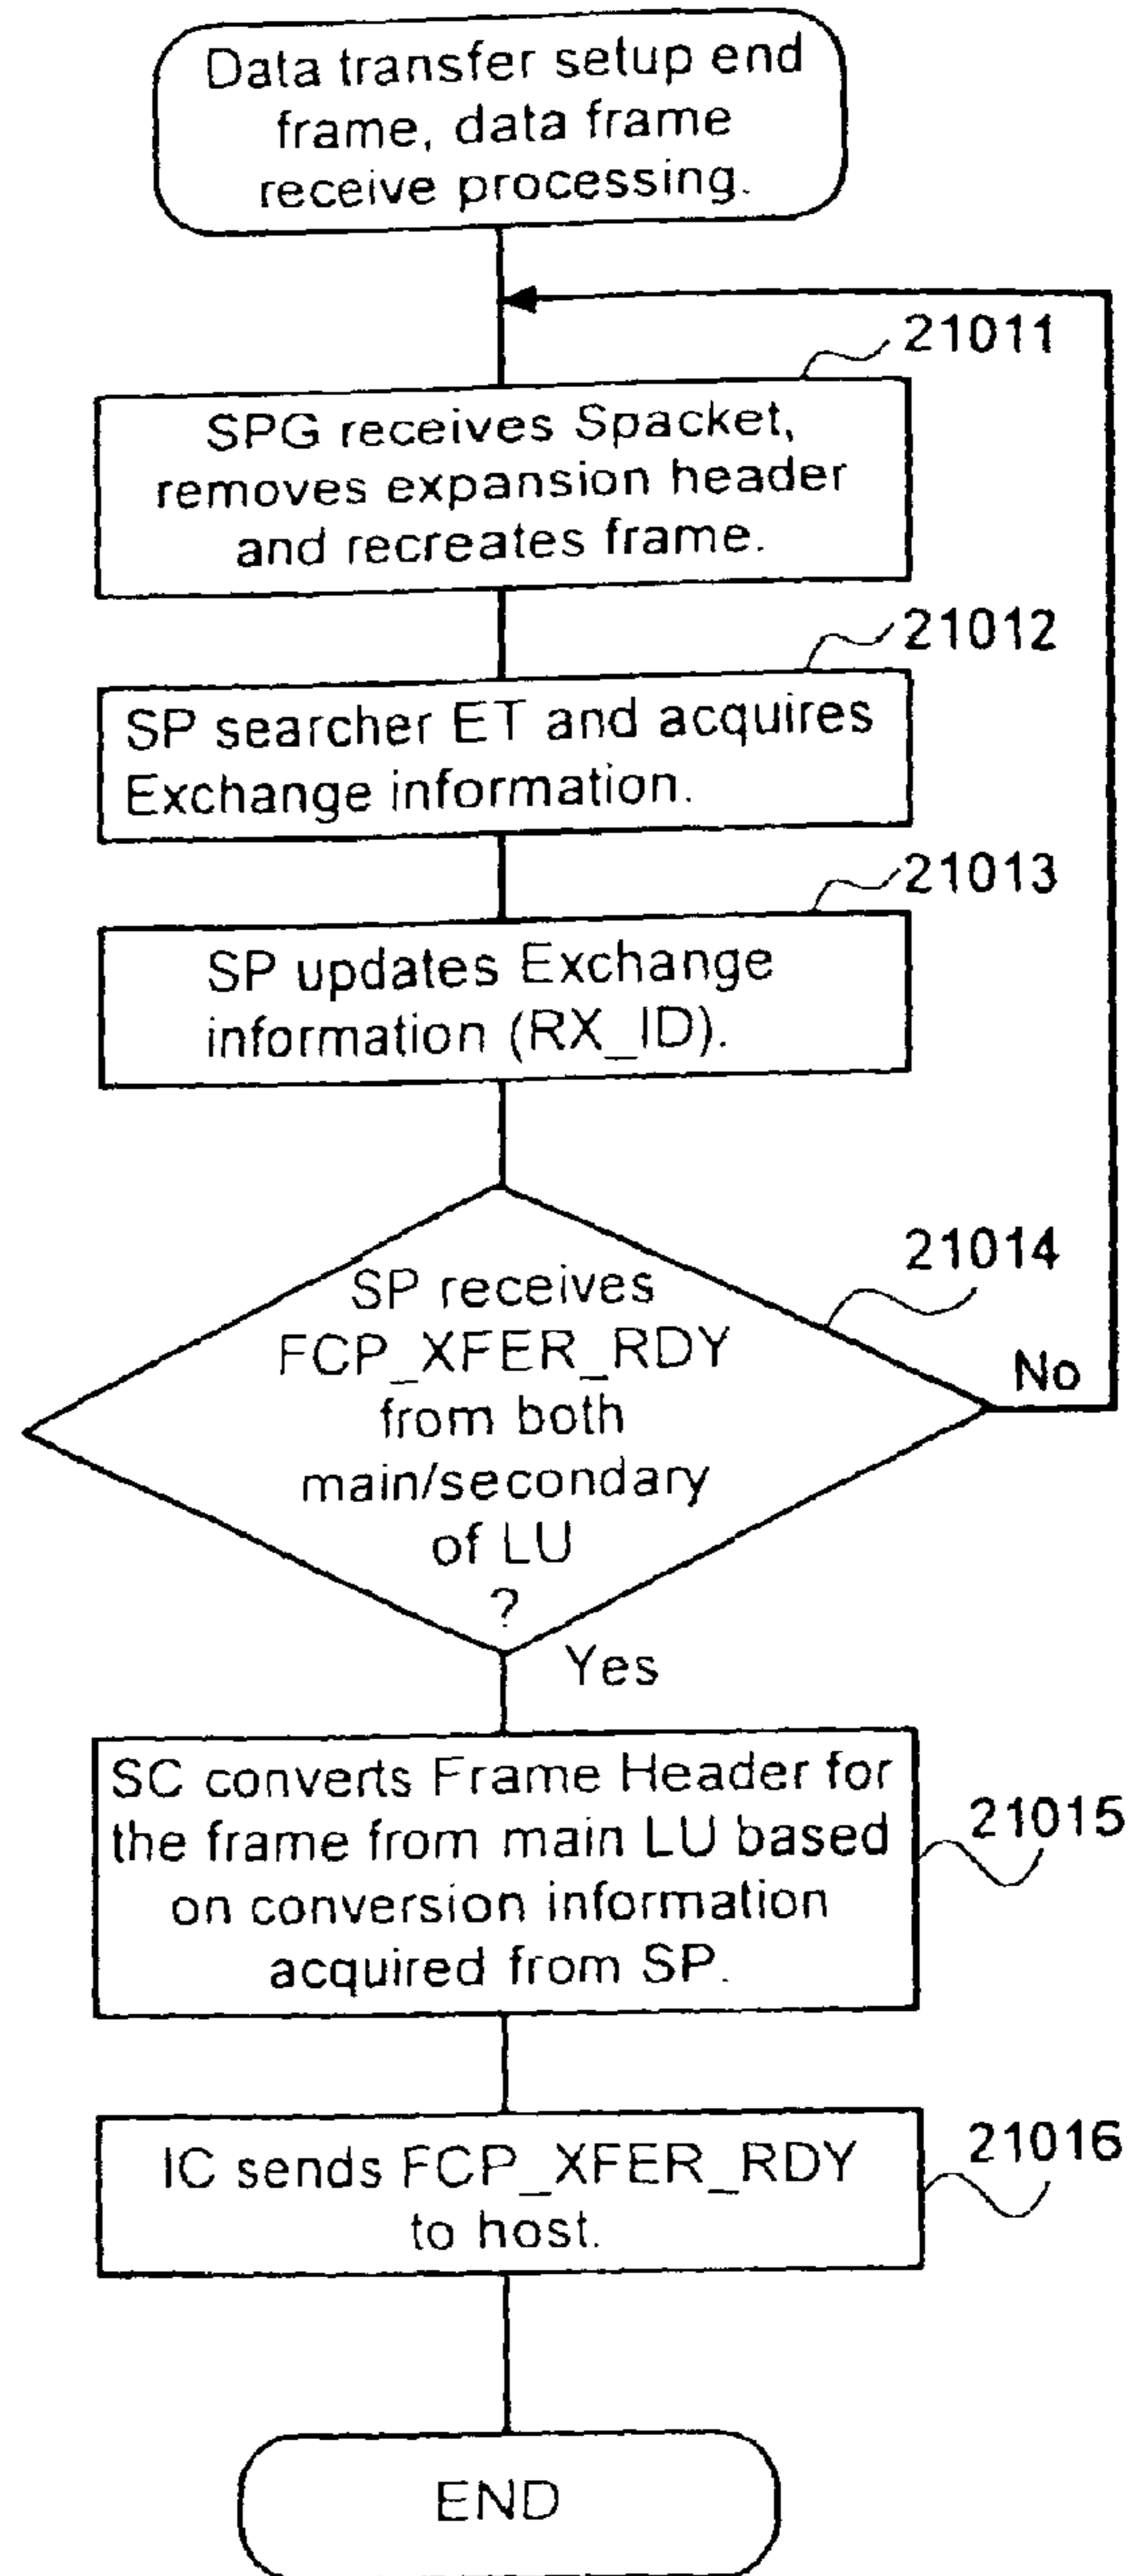 Data transfer setup end
frame, data frame
receive processing.
21011
SPG receives Spacket,
removes expansion header
and recreates frame.
21012
SP searcher ET and acquires
Exchange information.
21013
SP updates Exchange
information (RX_ID).
21014
SP receives
FCP_XFER_RDY
from both
main/secondary
of LU
?
No
Yes
SC converts Frame Header for
the frame from main LU based
on conversion information
acquired from SP.
21015
IC sends FCP_XFER_RDY
to host.
21016
END